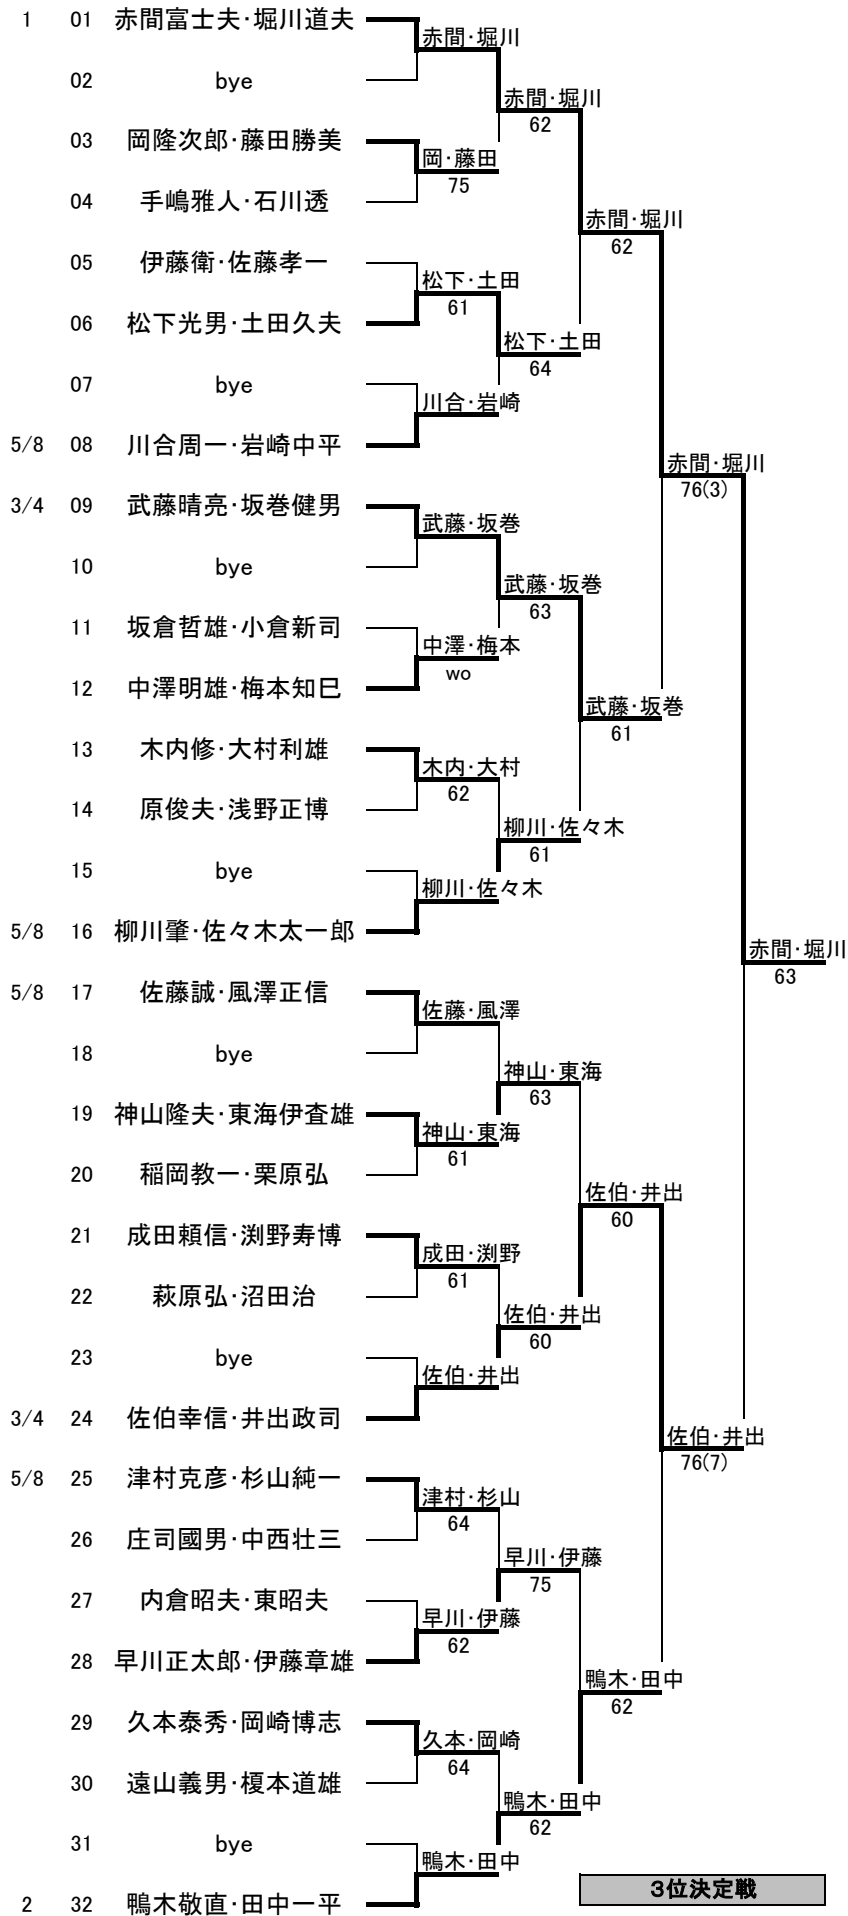 1 01 赤間富士夫･堀川道夫
赤間･堀川
02 bye
赤間･堀川
62
03 岡隆次郎･藤田勝美
岡･藤田
75
04 手嶋雅人･石川透
赤間･堀川
62
05 伊藤衛･佐藤孝一
松下･土田
61
06 松下光男･土田久夫
松下･土田
64
07 bye
川合･岩崎
5/8 08 川合周一･岩崎中平
赤間･堀川
76(3)
3/4 09 武藤晴亮･坂巻健男
武藤･坂巻
10 bye
武藤･坂巻
63
11 坂倉哲雄･小倉新司
中澤･梅本
wo
12 中澤明雄･梅本知巳
武藤･坂巻
61
13 木内修･大村利雄
木内･大村
62
14 原俊夫･浅野正博
柳川･佐々木
61
15 bye
柳川･佐々木
5/8 16 柳川肇･佐々木太一郎
赤間･堀川
63
5/8 17 佐藤誠･風澤正信
佐藤･風澤
18 bye
神山･東海
63
19 神山隆夫･東海伊査雄
神山･東海
61
20 稲岡教一･栗原弘
佐伯･井出
60
21 成田頼信･渕野寿博
成田･渕野
61
22 萩原弘･沼田治
佐伯･井出
60
23 bye
佐伯･井出
3/4 24 佐伯幸信･井出政司
佐伯･井出
76(7)
5/8 25 津村克彦･杉山純一
津村･杉山
64
26 庄司國男･中西壮三
早川･伊藤
75
27 内倉昭夫･東昭夫
早川･伊藤
62
28 早川正太郎･伊藤章雄
鴨木･田中
62
29 久本泰秀･岡崎博志
久本･岡崎
64
30 遠山義男･榎本道雄
鴨木･田中
62
31 bye
鴨木･田中
3位決定戦
2 32 鴨木敬直･田中一平